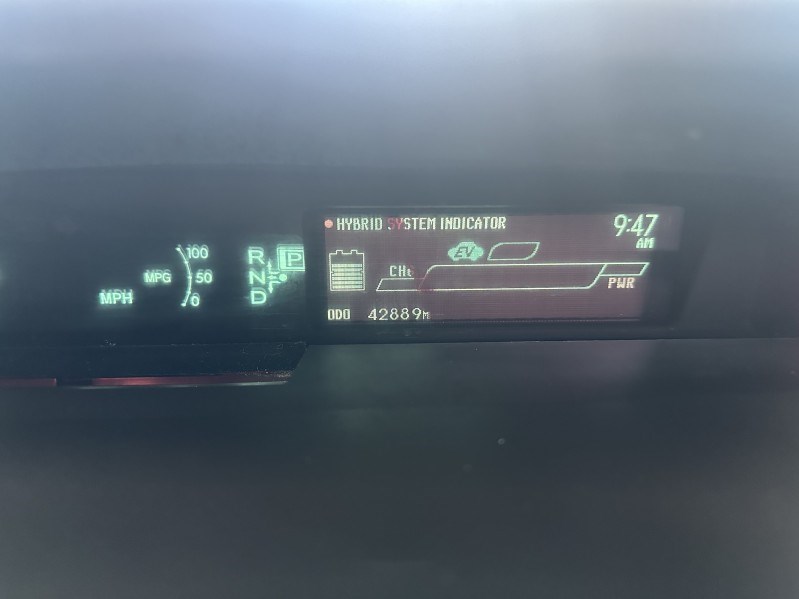 HYBRID SYSTEM INDICATOR
9:47
AM
EV
CHG
PWR
ODO 42889M
100
MPG 50
0
MPH
R
N
D
P